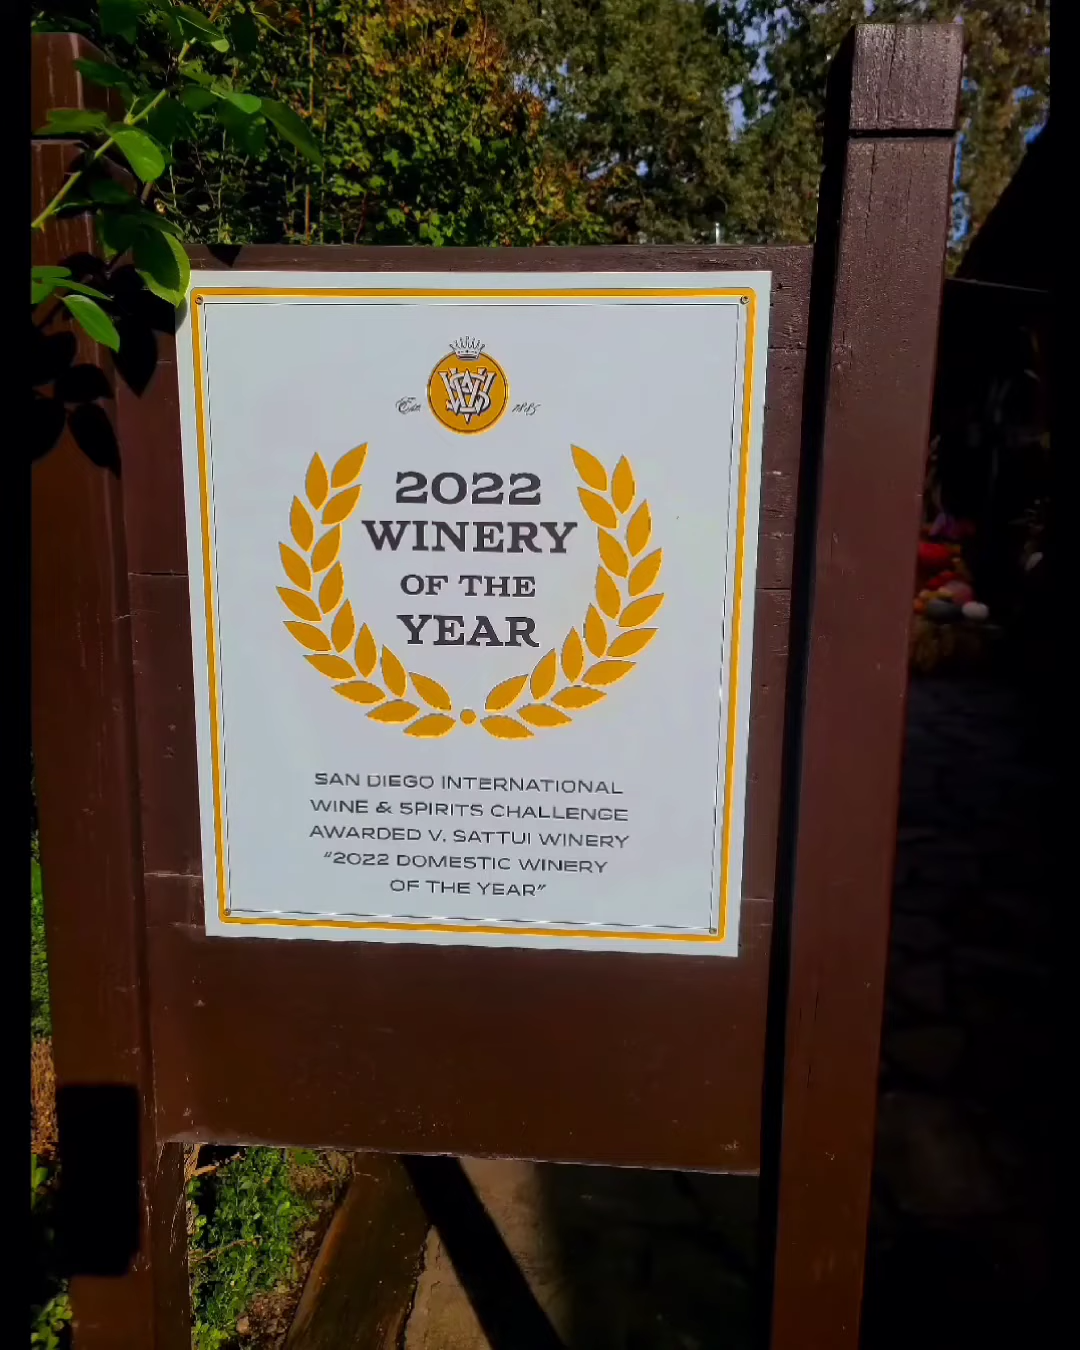 Est. 1885
2022
WINERY
OF THE
YEAR
SAN DIEGO INTERNATIONAL
WINE & SPIRITS CHALLENGE
AWARDED V. SATTUI WINERY
“2022 DOMESTIC WINERY
OF THE YEAR”